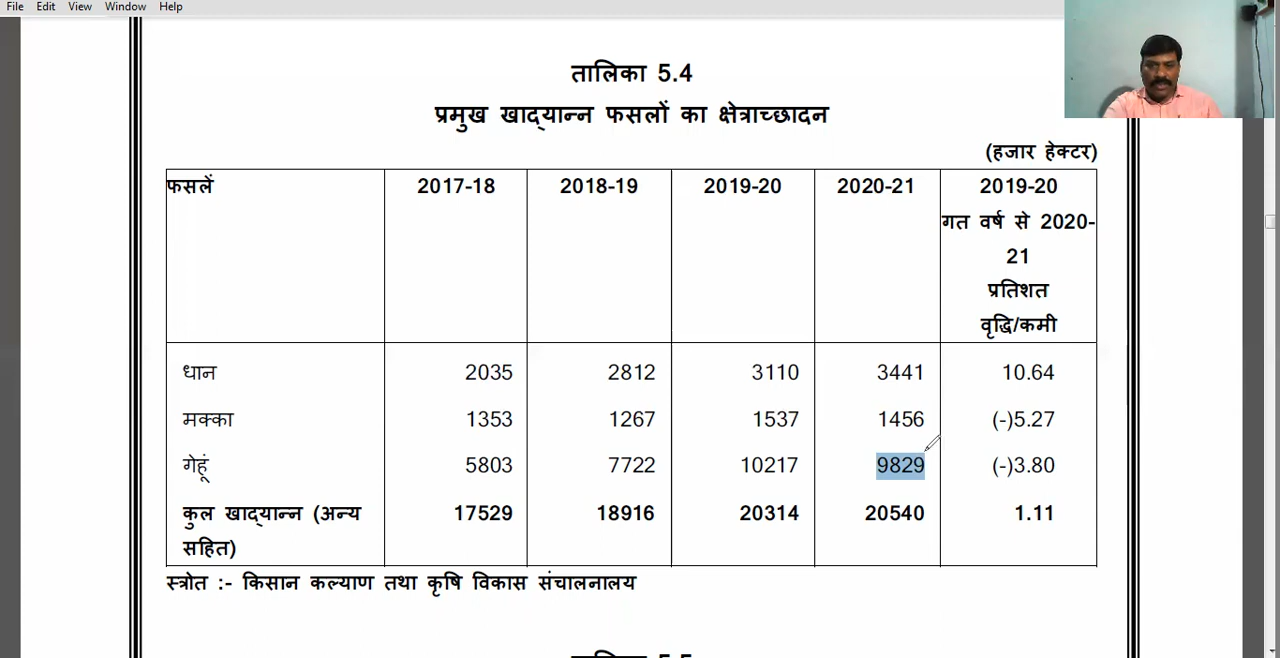 File Edit View Window Help
तालिका 5.4
प्रमुख खाद्यान्न फसलों का क्षेत्राच्छादन
(हजार हेक्टर)
फसलें 2017-18 2018-19 2019-20 2020-21 2019-20
गत वर्ष से 2020-
21
प्रतिशत
वृद्धि/कमी
धान 2035 2812 3110 3441 10.64
मक्का 1353 1267 1537 1456 (-)5.27
गेहूं 5803 7722 10217 9829 (-)3.80
कुल खाद्यान्न (अन्य 17529 18916 20314 20540 1.11
सहित)
स्त्रोत :- किसान कल्याण तथा कृषि विकास संचालनालय